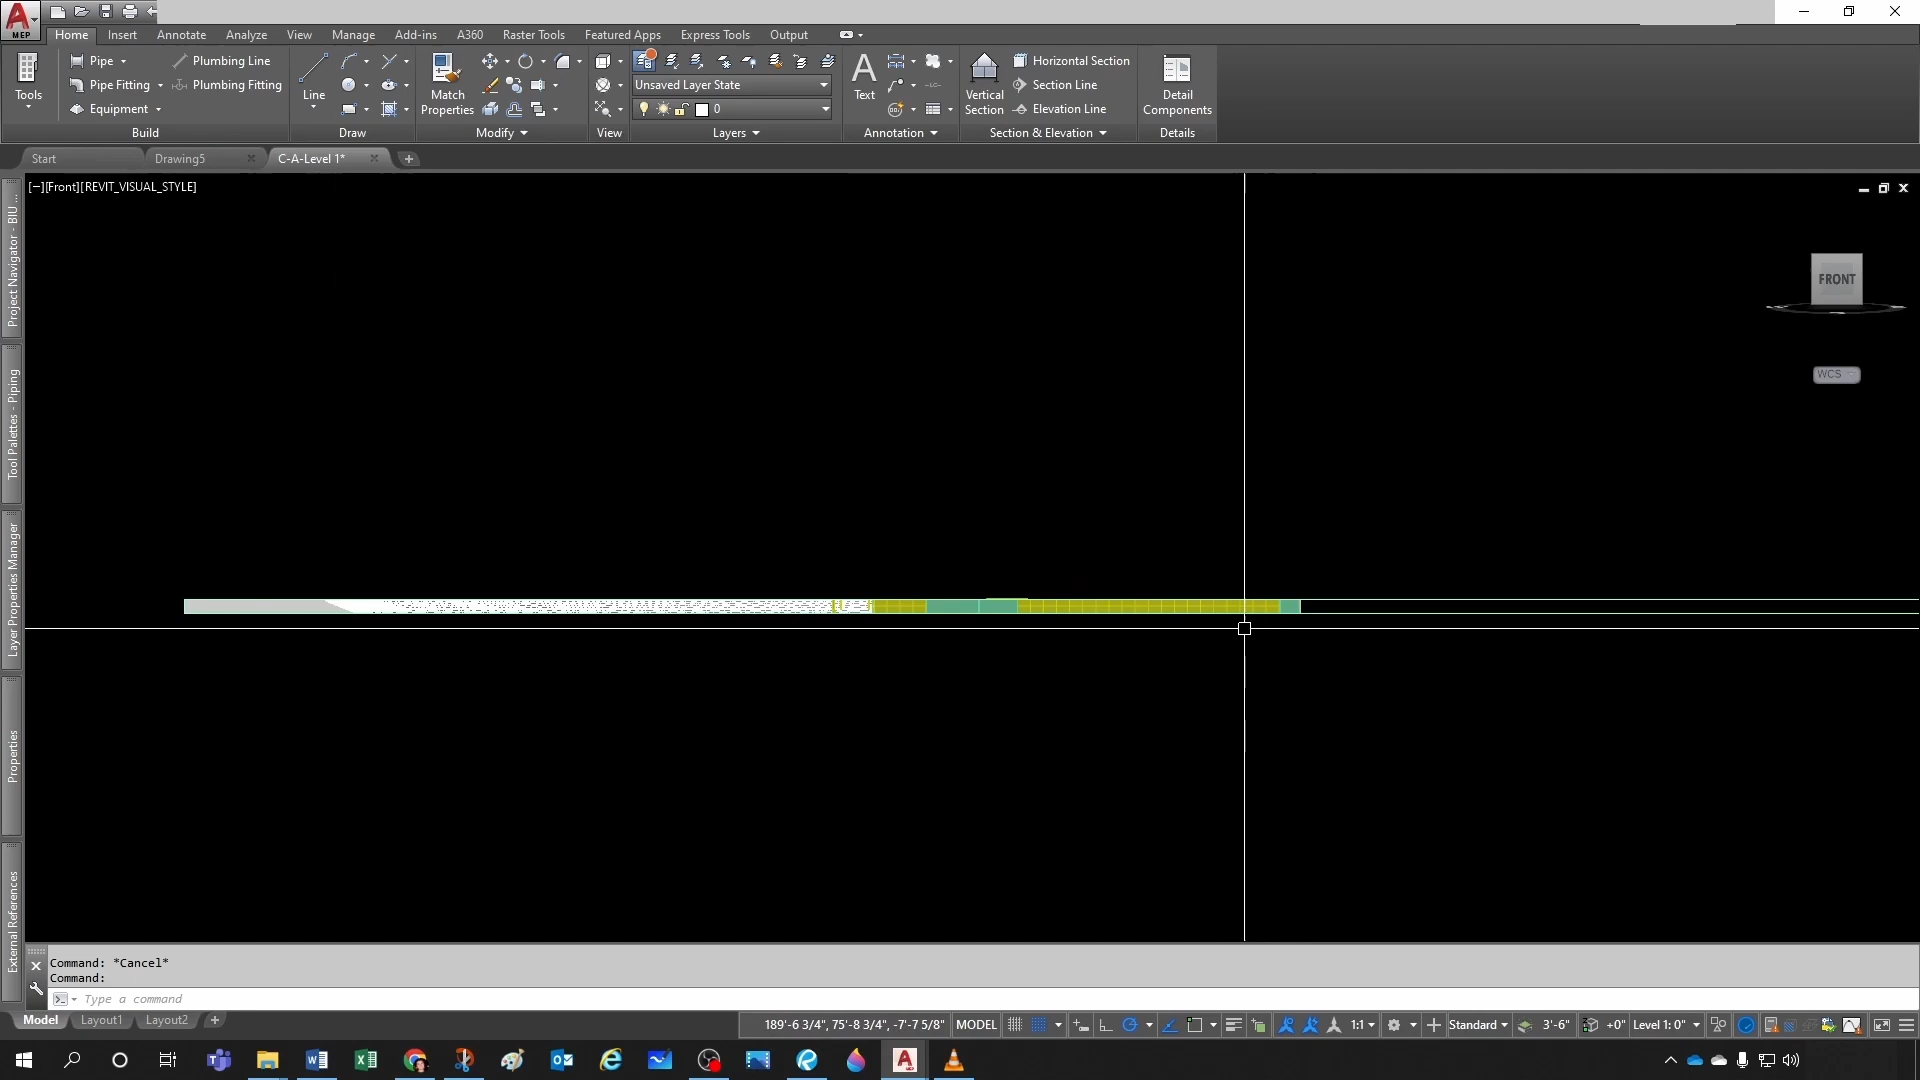 MEP
Home Insert Annotate Analyze View Manage Add-ins A360 Raster Tools Featured Apps Express Tools Output
Tools
Pipe
Plumbing Line
Pipe Fitting
Plumbing Fitting
Equipment
Build
Line
Draw
Match
Properties
Modify
View
Unsaved Layer State
0
Layers
Text
Annotation
Vertical
Section
Horizontal Section
Section Line
Elevation Line
Section & Elevation
Detail
Components
Details
Start Drawing5 C-A-Level 1*
[−][Front][REVIT_VISUAL_STYLE]
Project Navigator - BIU ...
Tool Palettes - Piping
Layer Properties Manager
Properties
External References
FRONT
WCS
Command: *Cancel*
Command:
Type a command
Model Layout1 Layout2
189'-6 3/4", 75'-8 3/4", -7'-7 5/8" MODEL 1:1 Standard 3'-6" +0" Level 1: 0"